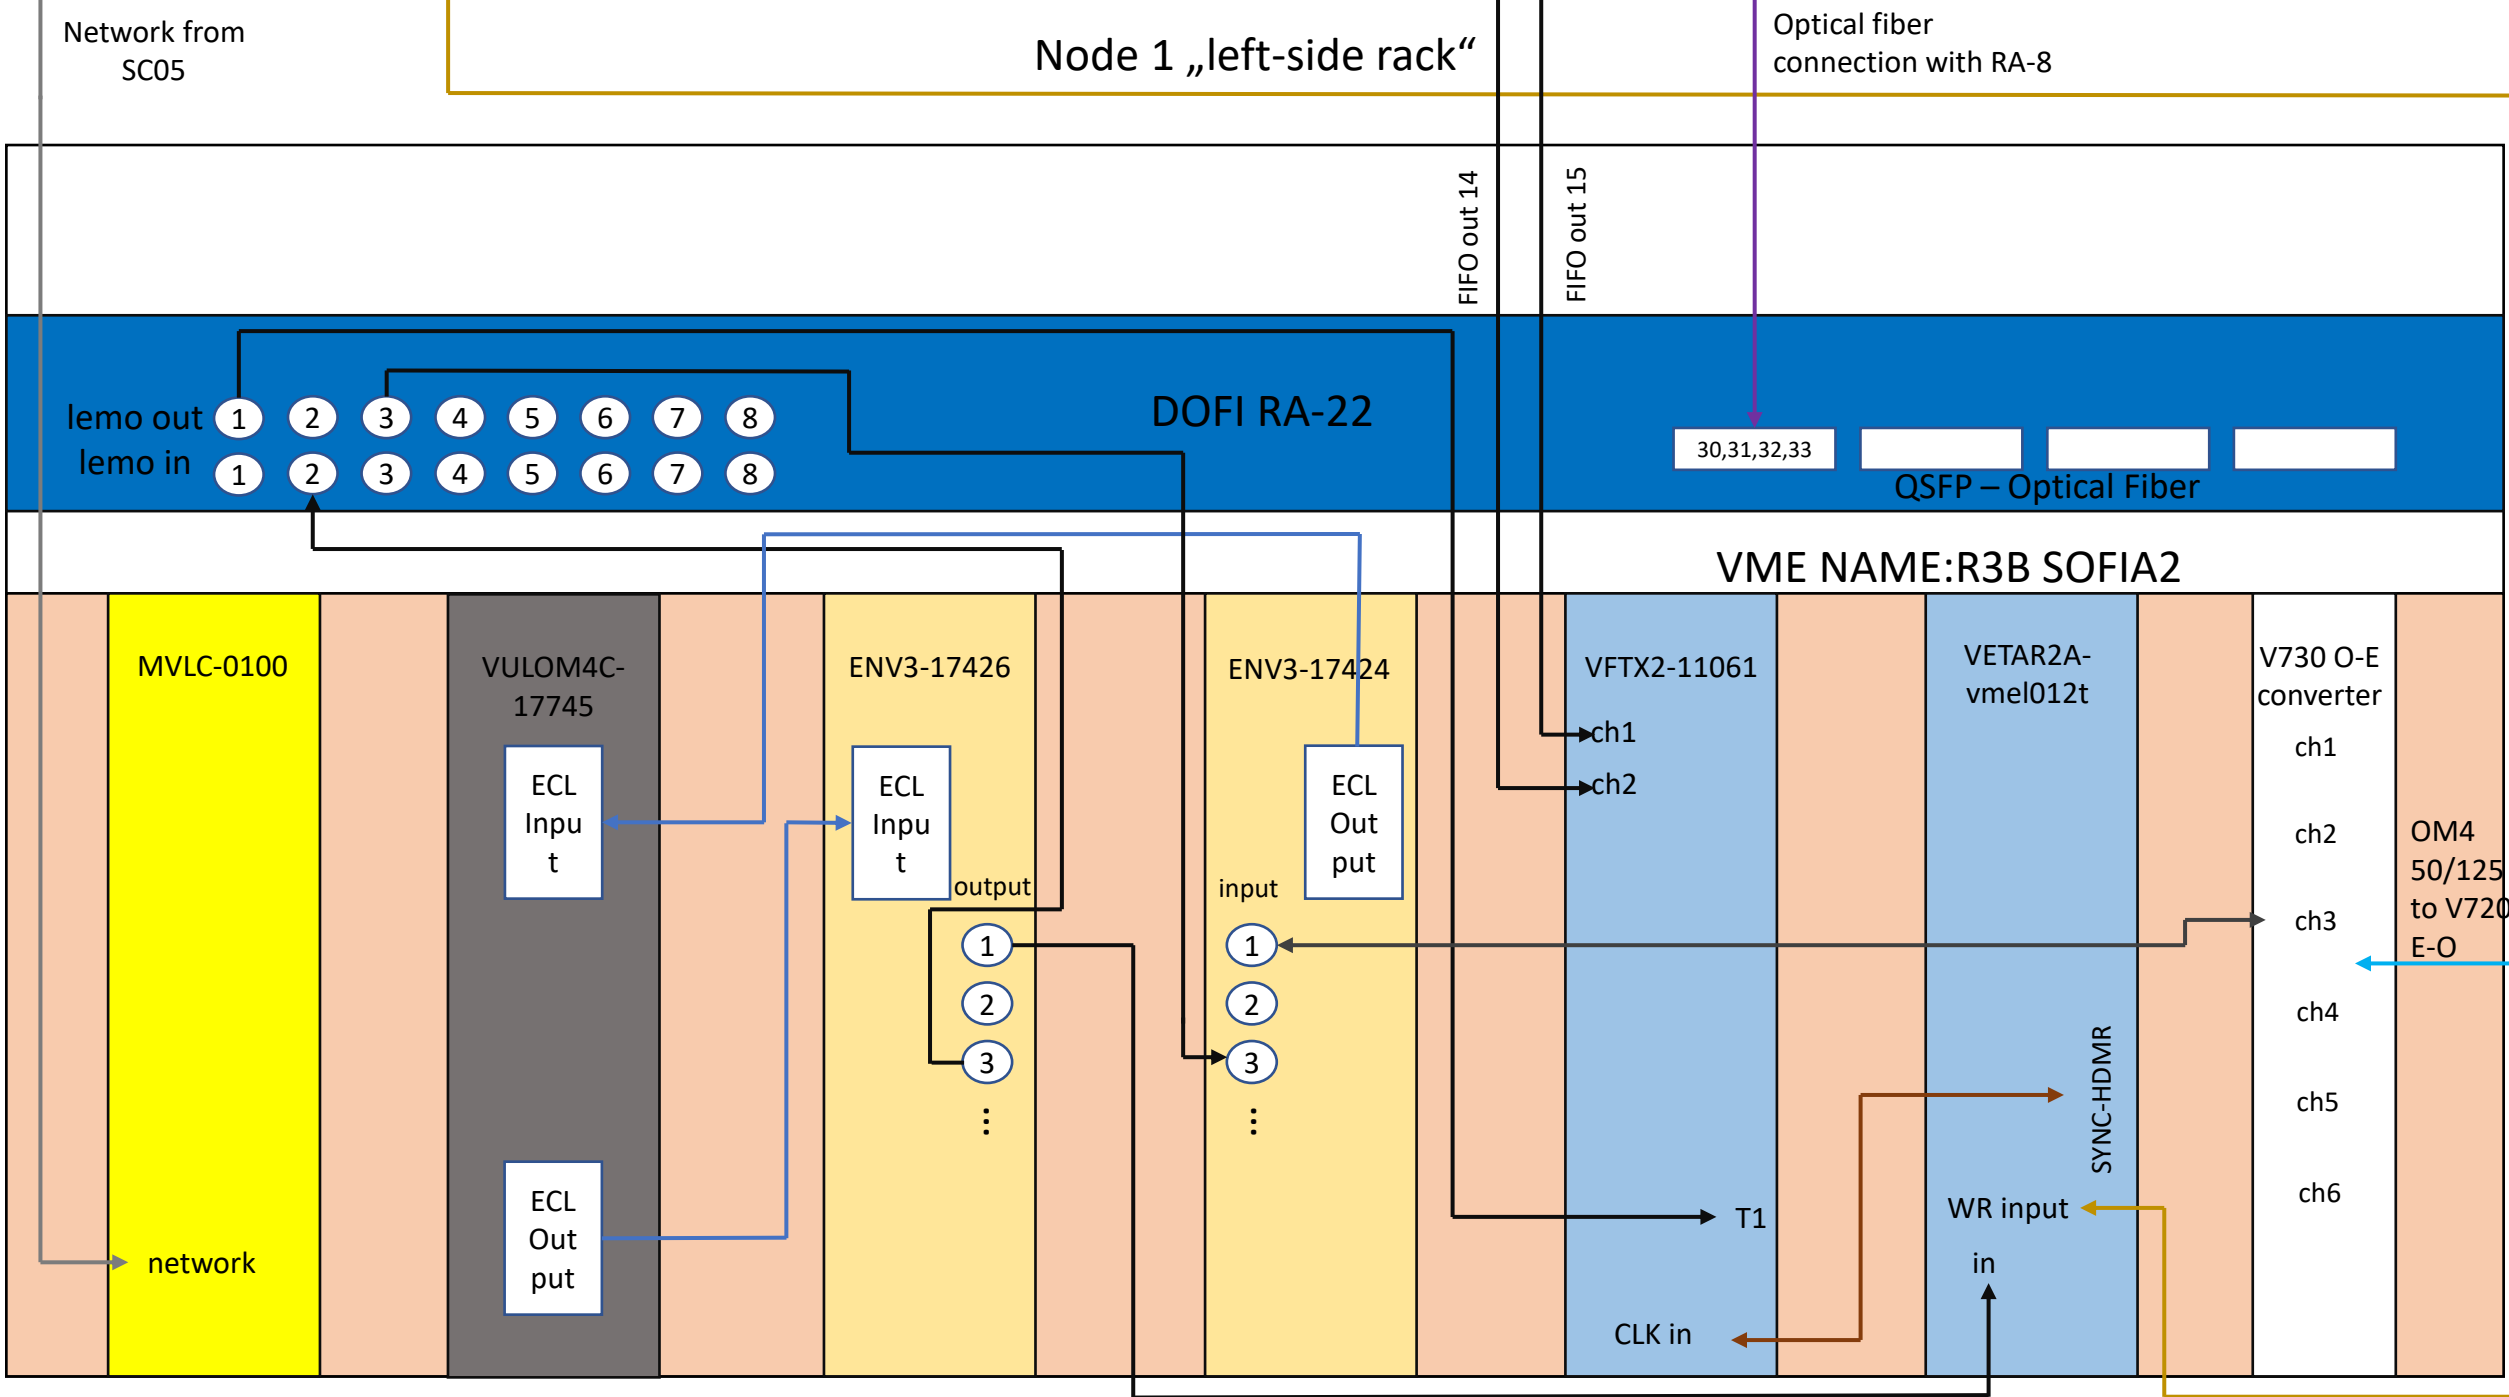 Network from
SC05
Node 1 „left-side rack“
Optical fiber
connection with RA-8
FIFO out 14
FIFO out 15
lemo out 1 2 3 4 5 6 7 8
lemo in 1 2 3 4 5 6 7 8
DOFI RA-22
30,31,32,33
QSFP – Optical Fiber
VME NAME:R3B SOFIA2
MVLC-0100
network
VULOM4C-
17745
ECL
Inpu
t
ECL
Out
put
ENV3-17426
ECL
Inpu
t
output
1
2
3
...
ENV3-17424
ECL
Out
put
input
1
2
3
...
VFTX2-11061
ch1
ch2
T1
CLK in
VETAR2A-
vmel012t
SYNC-HDMR
WR input
in
V730 O-E
converter
ch1
ch2
ch3
ch4
ch5
ch6
OM4
50/125
to V720
E-O